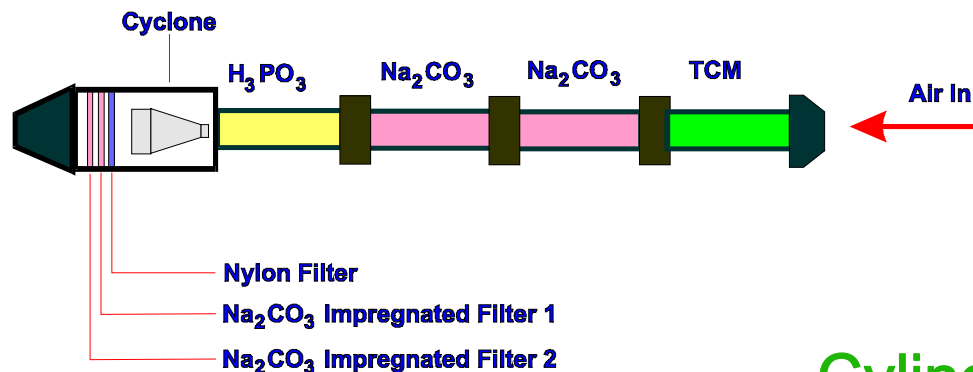 Cyclone
H₃PO₃
Na₂CO₃
Na₂CO₃
TCM
Air In
Nylon Filter
Na₂CO₃ Impregnated Filter 1
Na₂CO₃ Impregnated Filter 2